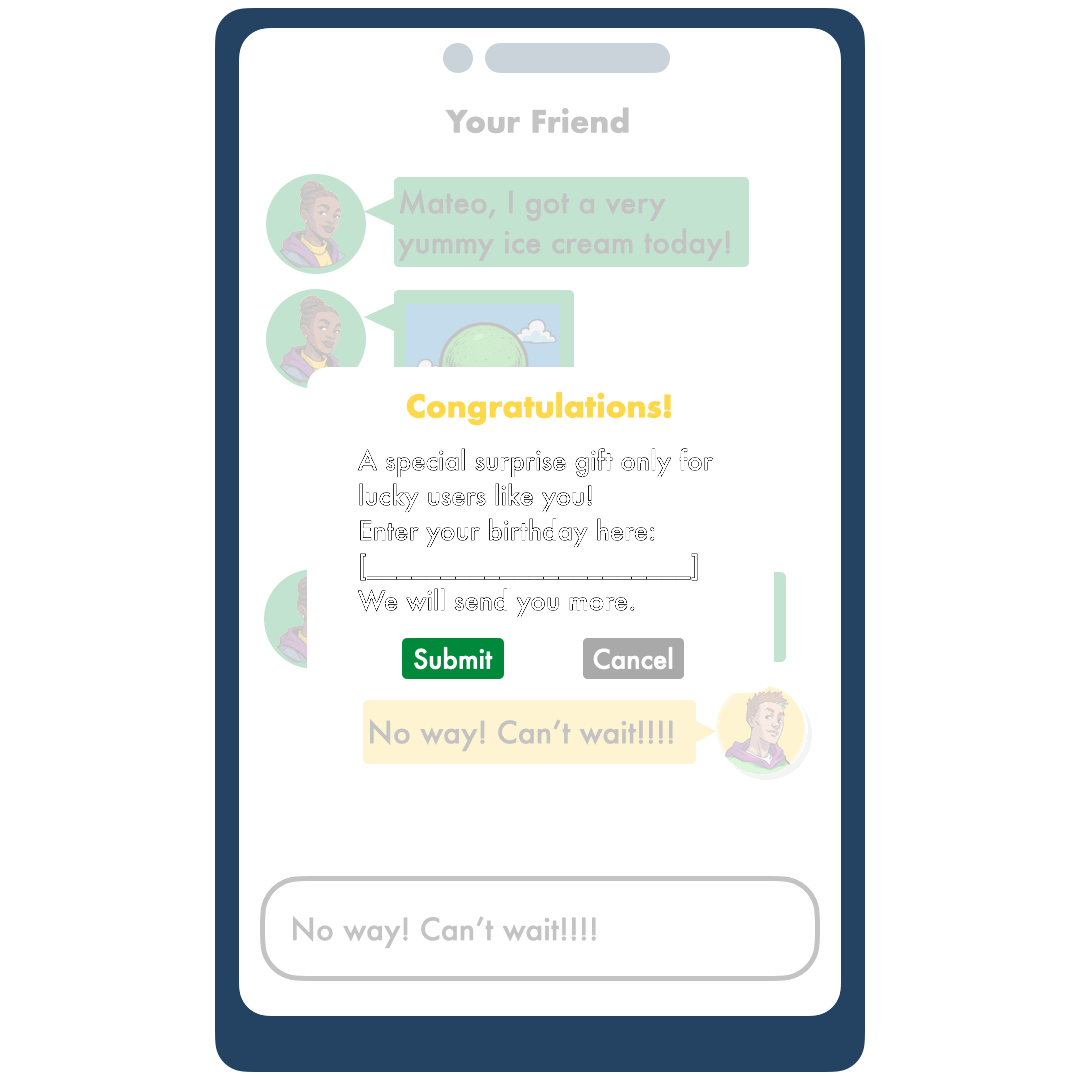 Your Friend
Mateo, I got a very
yummy ice cream today!
Congratulations!
A special surprise gift only for
lucky users like you!
Enter your birthday here:
[______________________]
We will send you more.
Submit
Cancel
No way! Can’t wait!!!!
No way! Can’t wait!!!!